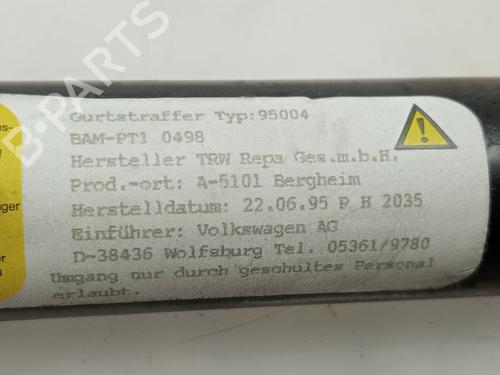 Gurtstraffer Typ:95004
BAM-PT1 0498
Hersteller TRW Repa Ges.m.b.H.
Prod.-ort: A-5101 Bergheim
Herstelldatum: 22.06.95 P H 2035
Einführer: Volkswagen AG
D-38436 Wolfsburg Tel. 05361/9780
Umgang nur durch geschultes Personal
erlaubt.
B-PARTS